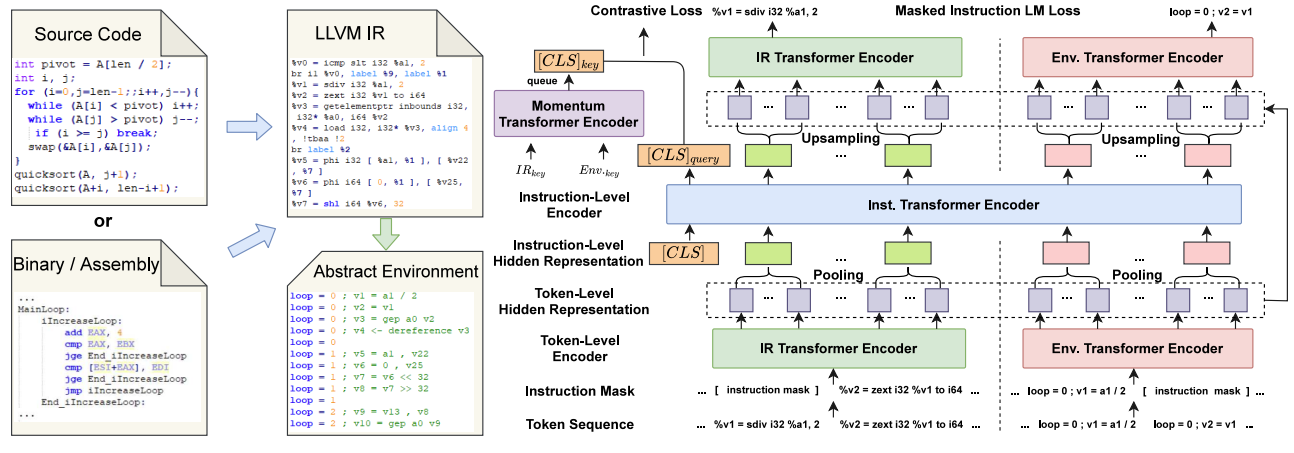 Source Code
int pivot = A[len / 2];
int i, j;
for (i=0,j=len-1;;i++,j--){
while (A[i] < pivot) i++;
while (A[j] > pivot) j--;
if (i >= j) break;
swap(&A[i],&A[j]);
}
quicksort(A, j+1);
quicksort(A+i, len-i+1);
or
Binary / Assembly
...
MainLoop:
iIncreaseLoop:
add EAX, 4
cmp EAX, EBX
jge End_iIncreaseLoop
cmp [EST+EAX], EDI
jge End_iIncreaseLoop
jmp iIncreaseLoop
End_iIncreaseLoop:
...
LLVM IR
%v0 = icmp slt i32 %a1, 2
br i1 %v0, label %9, label %1
%v1 = sdiv i32 %a1, 2
%v2 = zext i32 %v1 to i64
%v3 = getelementptr inbounds i32,
i32* %a0, i64 %v2
%v4 = load i32, i32* %v3, align 4
, !tbaa !2
br label %2
%v5 = phi i32 [ %a1, %1 ], [ %v22
, %7 ]
%v6 = phi i64 [ 0, %1 ], [ %v25,
%7 ]
%v7 = shl i64 %v6, 32
Abstract Environment
loop = 0 ; v1 = a1 / 2
loop = 0 ; v2 = v1
loop = 0 ; v3 = gep a0 v2
loop = 0 ; v4 <- dereference v3
loop = 0
loop = 1 ; v5 = a1 , v22
loop = 1 ; v6 = 0 , v25
loop = 1 ; v7 = v6 << 32
loop = 1 ; v8 = v7 >> 32
loop = 1
loop = 2 ; v9 = v13 , v8
loop = 2 ; v10 = gep a0 v9
Contrastive Loss
%v1 = sdiv i32 %a1, 2
Masked Instruction LM Loss
loop = 0 ; v2 = v1
[CLS]key
queue
Momentum
Transformer Encoder
IRkey
Env.key
[CLS]query
IR Transformer Encoder
Env. Transformer Encoder
... ... ...
... ... ...
Upsampling
Upsampling
...
...
Instruction-Level
Encoder
Inst. Transformer Encoder
Instruction-Level
Hidden Representation
[CLS]
...
...
Pooling
Pooling
Token-Level
Hidden Representation
... ... ...
... ... ...
Token-Level
Encoder
IR Transformer Encoder
Env. Transformer Encoder
Instruction Mask
... [ instruction mask ] %v2 = zext i32 %v1 to i64 ...
... loop = 0 ; v1 = a1 / 2 [ instruction mask ] ...
Token Sequence
... %v1 = sdiv i32 %a1, 2 %v2 = zext i32 %v1 to i64 ...
... loop = 0 ; v1 = a1 / 2 loop = 0 ; v2 = v1 ...